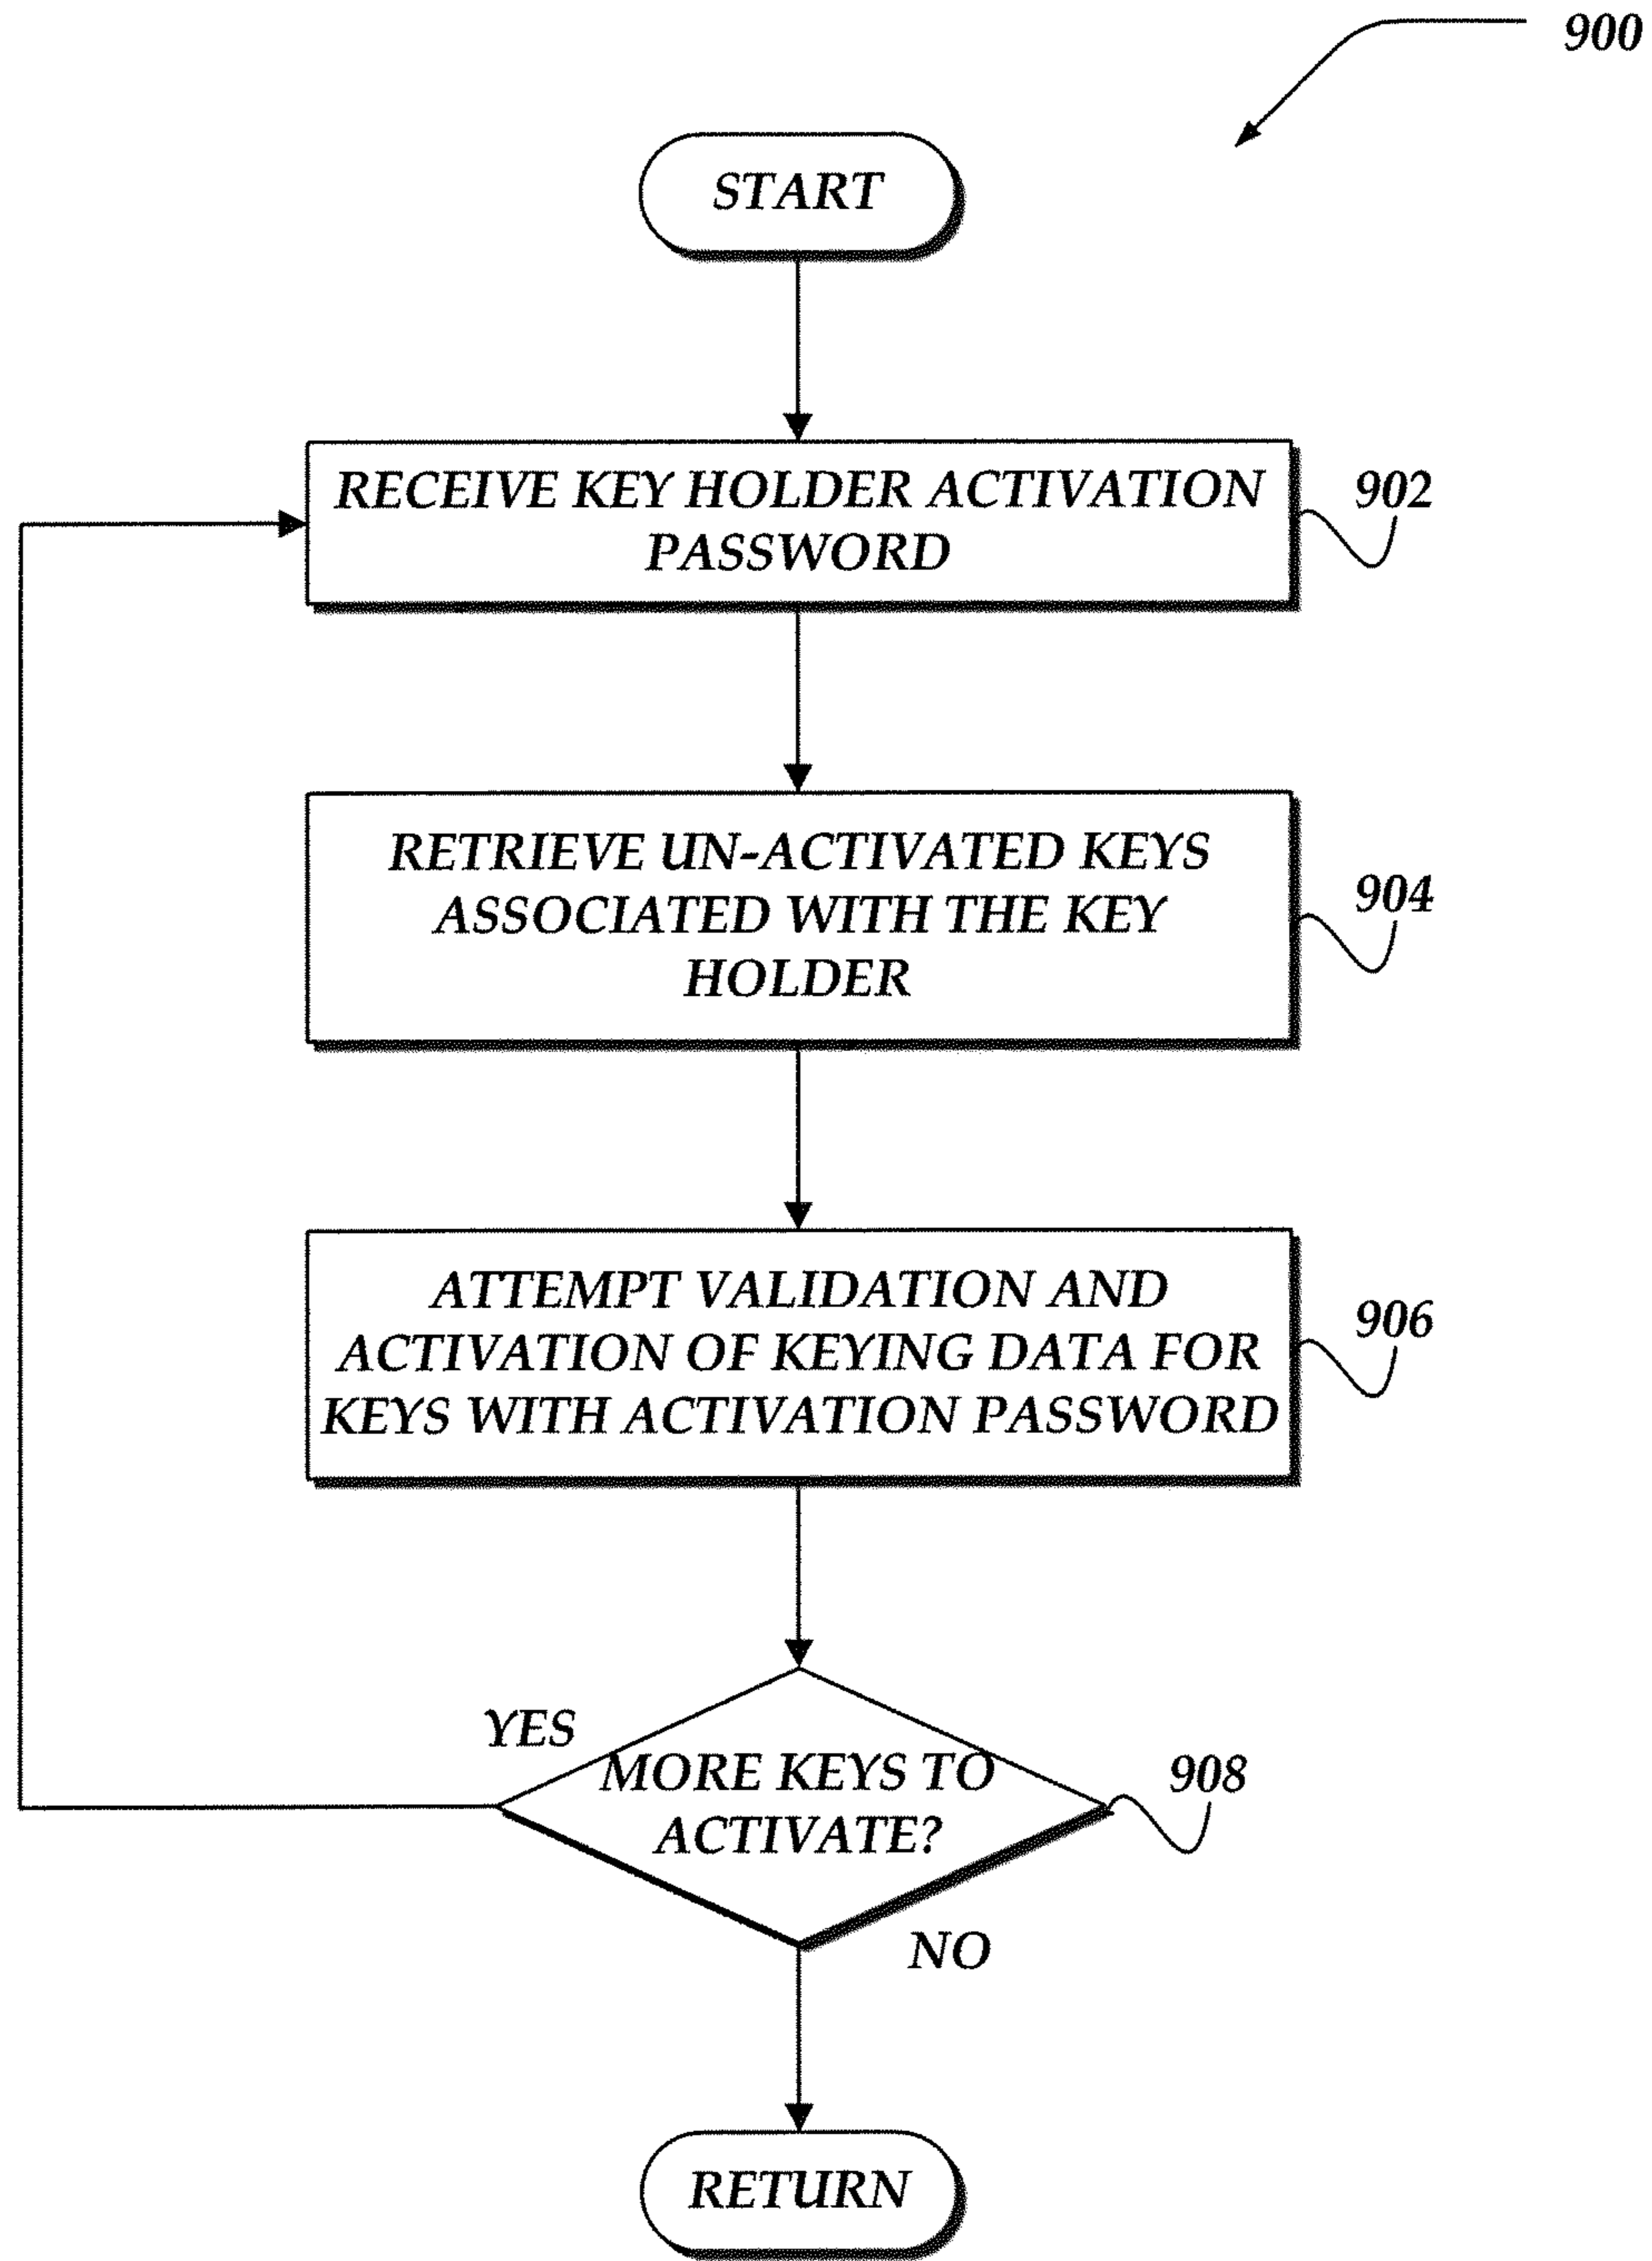 900
START
RECEIVE KEY HOLDER ACTIVATION
PASSWORD
902
RETRIEVE UN-ACTIVATED KEYS
ASSOCIATED WITH THE KEY
HOLDER
904
ATTEMPT VALIDATION AND
ACTIVATION OF KEYING DATA FOR
KEYS WITH ACTIVATION PASSWORD
906
YES
MORE KEYS TO
ACTIVATE?
908
NO
RETURN